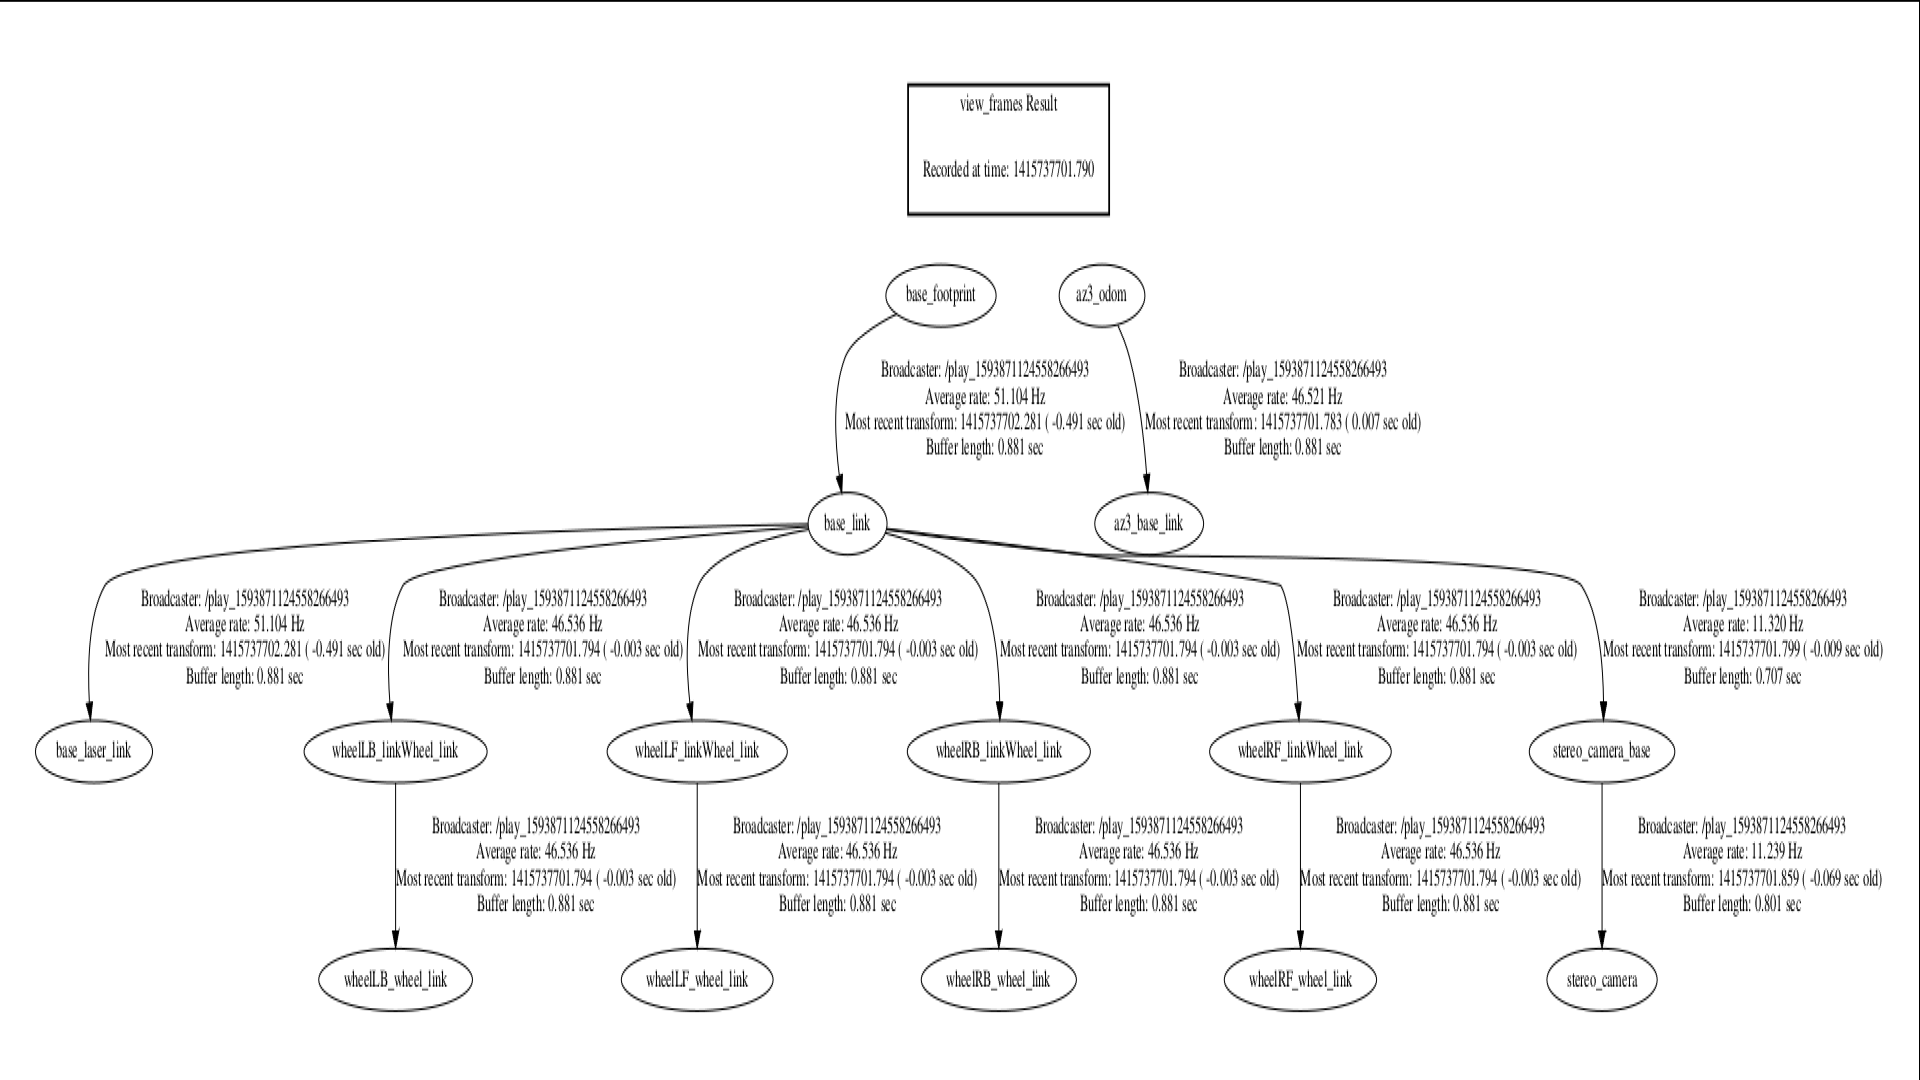 view_frames Result
Recorded at time: 1415737701.790
base_footprint
az3_odom
Broadcaster: /play_1593871124558266493
Average rate: 51.104 Hz
Most recent transform: 1415737702.281 ( -0.491 sec old)
Buffer length: 0.881 sec
Broadcaster: /play_1593871124558266493
Average rate: 46.521 Hz
Most recent transform: 1415737701.783 ( 0.007 sec old)
Buffer length: 0.881 sec
base_link
az3_base_link
Broadcaster: /play_1593871124558266493
Average rate: 51.104 Hz
Most recent transform: 1415737702.281 ( -0.491 sec old)
Buffer length: 0.881 sec
Broadcaster: /play_1593871124558266493
Average rate: 46.536 Hz
Most recent transform: 1415737701.794 ( -0.003 sec old)
Buffer length: 0.881 sec
Broadcaster: /play_1593871124558266493
Average rate: 46.536 Hz
Most recent transform: 1415737701.794 ( -0.003 sec old)
Buffer length: 0.881 sec
Broadcaster: /play_1593871124558266493
Average rate: 46.536 Hz
Most recent transform: 1415737701.794 ( -0.003 sec old)
Buffer length: 0.881 sec
Broadcaster: /play_1593871124558266493
Average rate: 46.536 Hz
Most recent transform: 1415737701.794 ( -0.003 sec old)
Buffer length: 0.881 sec
Broadcaster: /play_1593871124558266493
Average rate: 11.320 Hz
Most recent transform: 1415737701.799 ( -0.009 sec old)
Buffer length: 0.707 sec
base_laser_link
wheelLB_linkWheel_link
wheelLF_linkWheel_link
wheelRB_linkWheel_link
wheelRF_linkWheel_link
stereo_camera_base
Broadcaster: /play_1593871124558266493
Average rate: 46.536 Hz
Most recent transform: 1415737701.794 ( -0.003 sec old)
Buffer length: 0.881 sec
Broadcaster: /play_1593871124558266493
Average rate: 46.536 Hz
Most recent transform: 1415737701.794 ( -0.003 sec old)
Buffer length: 0.881 sec
Broadcaster: /play_1593871124558266493
Average rate: 46.536 Hz
Most recent transform: 1415737701.794 ( -0.003 sec old)
Buffer length: 0.881 sec
Broadcaster: /play_1593871124558266493
Average rate: 46.536 Hz
Most recent transform: 1415737701.794 ( -0.003 sec old)
Buffer length: 0.881 sec
Broadcaster: /play_1593871124558266493
Average rate: 11.239 Hz
Most recent transform: 1415737701.859 ( -0.069 sec old)
Buffer length: 0.801 sec
wheelLB_wheel_link
wheelLF_wheel_link
wheelRB_wheel_link
wheelRF_wheel_link
stereo_camera